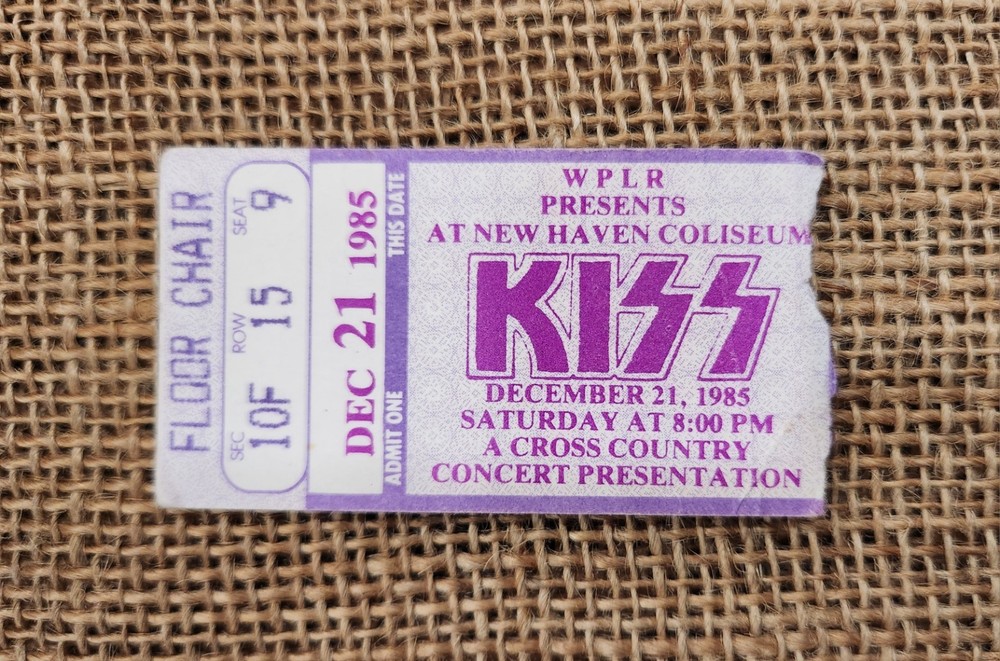 FLOOR CHAIR
SEC 10F ROW 15 SEAT 9
DEC 21 1985
ADMIT ONE THIS DATE
WPLR
PRESENTS
AT NEW HAVEN COLISEUM
KISS
DECEMBER 21, 1985
SATURDAY AT 8:00 PM
A CROSS COUNTRY
CONCERT PRESENTATION